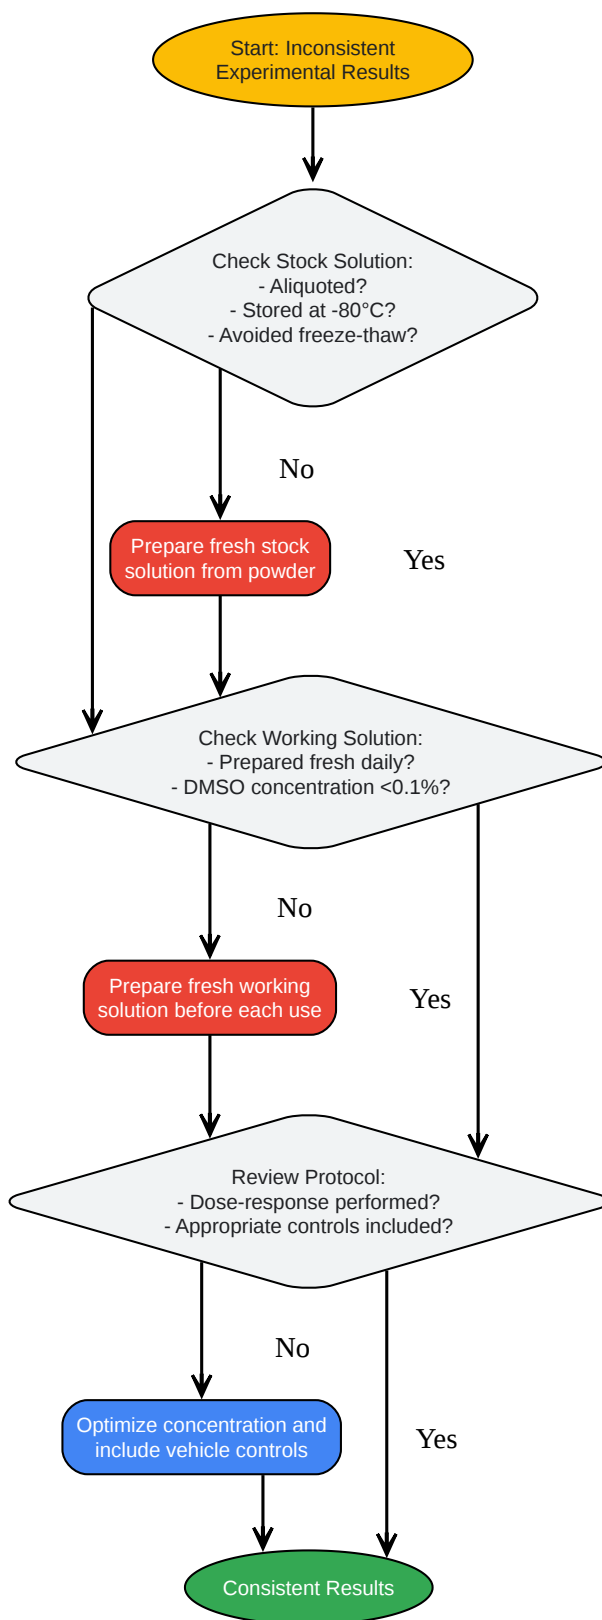 Start: Inconsistent
Experimental Results
Check Stock Solution:
- Aliquoted?
- Stored at -80°C?
- Avoided freeze-thaw?
No
Prepare fresh stock
solution from powder
Yes
Check Working Solution:
- Prepared fresh daily?
- DMSO concentration <0.1%?
No
Prepare fresh working
solution before each use
Yes
Review Protocol:
- Dose-response performed?
- Appropriate controls included?
No
Optimize concentration and
include vehicle controls
Yes
Consistent Results